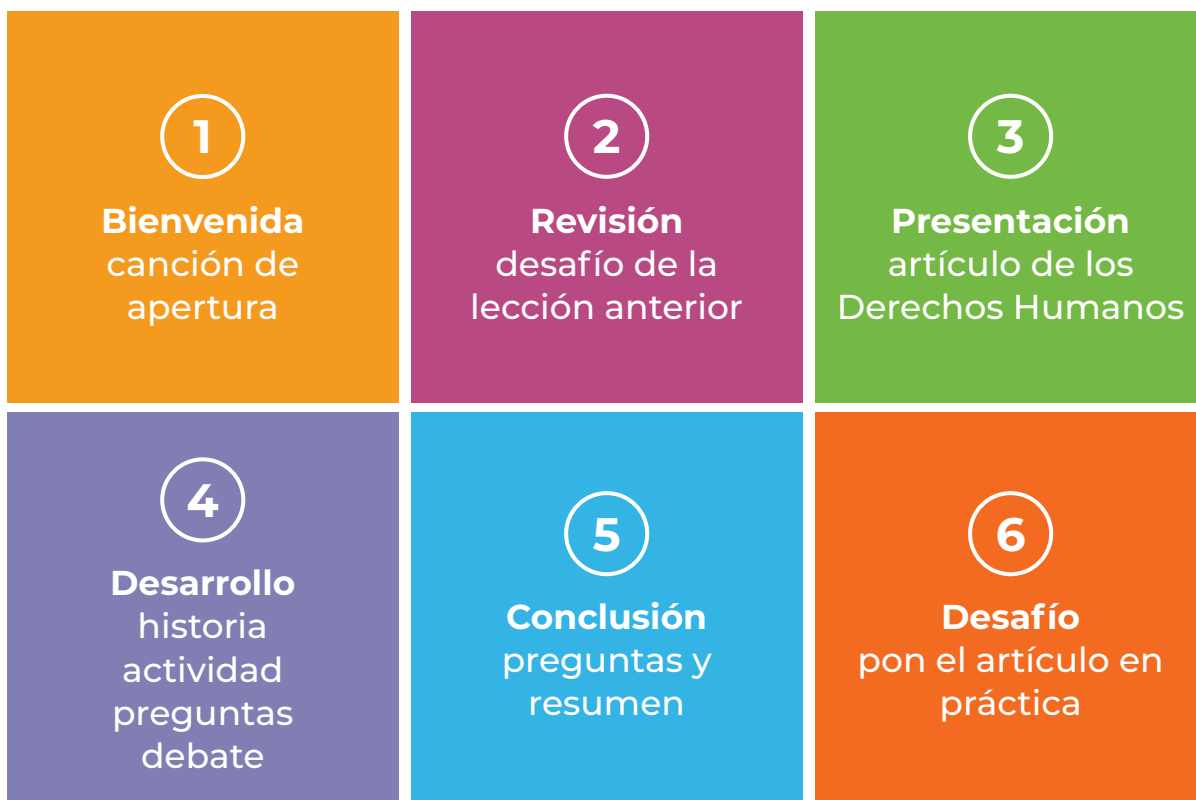 1
Bienvenida
canción de
apertura
2
Revisión
desafío de la
lección anterior
3
Presentación
artículo de los
Derechos Humanos
4
Desarrollo
historia
actividad
preguntas
debate
5
Conclusión
preguntas y
resumen
6
Desafío
pon el artículo en
práctica